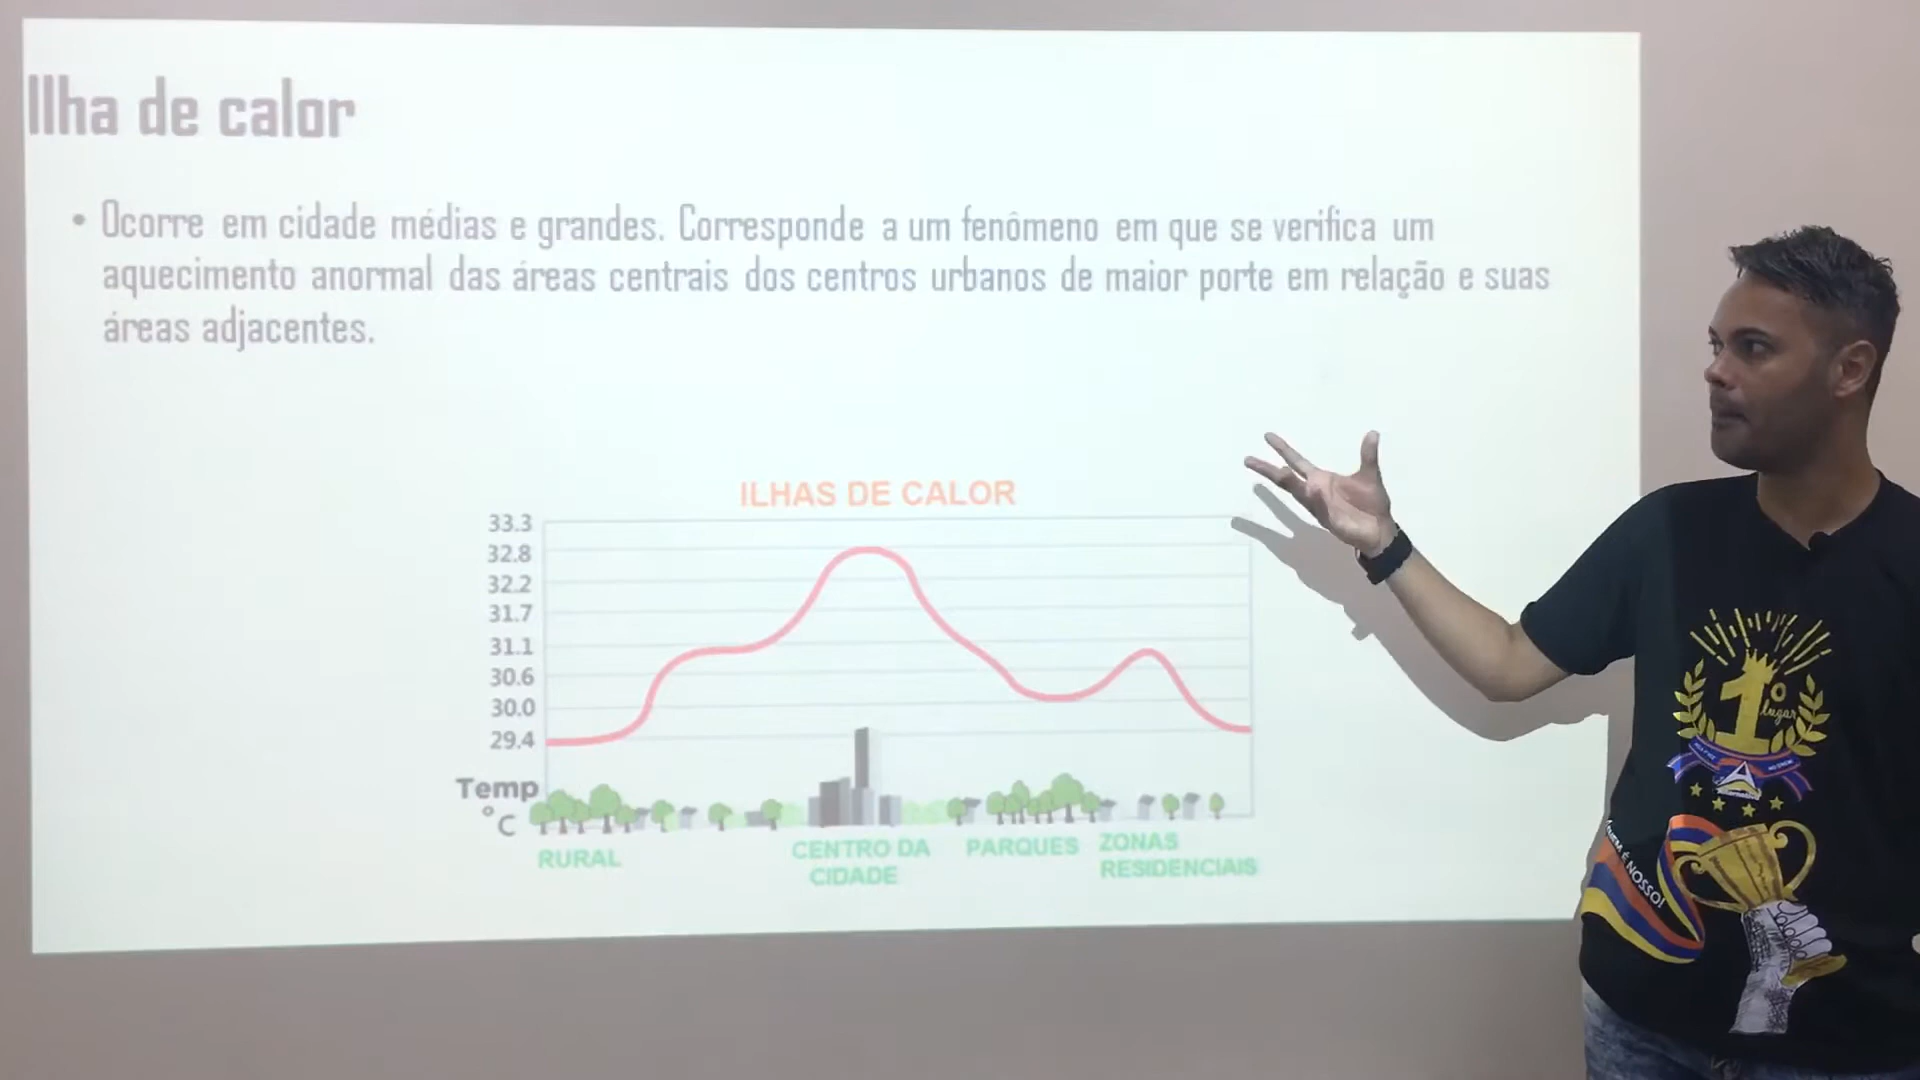 Ilha de calor
• Ocorre em cidade médias e grandes. Corresponde a um fenômeno em que se verifica um
aquecimento anormal das áreas centrais dos centros urbanos de maior porte em relação e suas
áreas adjacentes.
ILHAS DE CALOR
33.3
32.8
32.2
31.7
31.1
30.6
30.0
29.4
Temp
°C
RURAL
CENTRO DA
CIDADE
PARQUES
ZONAS
RESIDENCIAIS
1º
lugar
É NOSSO!